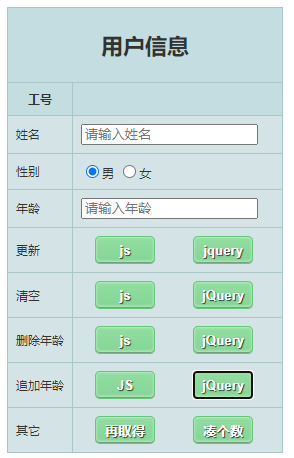 用户信息
工号
姓名 请输入姓名
性别 男 女
年龄 请输入年龄
更新 js jquery
清空 js jQuery
删除年龄 js jQuery
追加年龄 JS jQuery
其它 再取得 凑个数